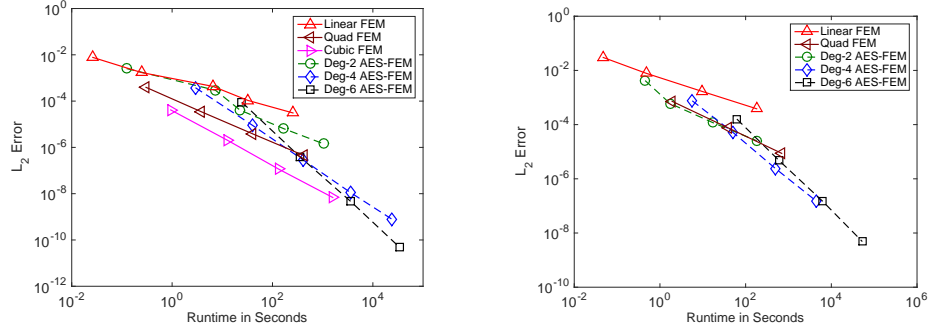 10^0
10^-2
10^-4
10^-6
10^-8
10^-10
10^-12
L_2 Error
Linear FEM
Quad FEM
Cubic FEM
Deg-2 AES-FEM
Deg-4 AES-FEM
Deg-6 AES-FEM
10^-2
10^0
10^2
10^4
Runtime in Seconds
10^0
10^-2
10^-4
10^-6
10^-8
10^-10
L_2 Error
Linear FEM
Quad FEM
Deg-2 AES-FEM
Deg-4 AES-FEM
Deg-6 AES-FEM
10^-2
10^0
10^2
10^4
10^6
Runtime in Seconds